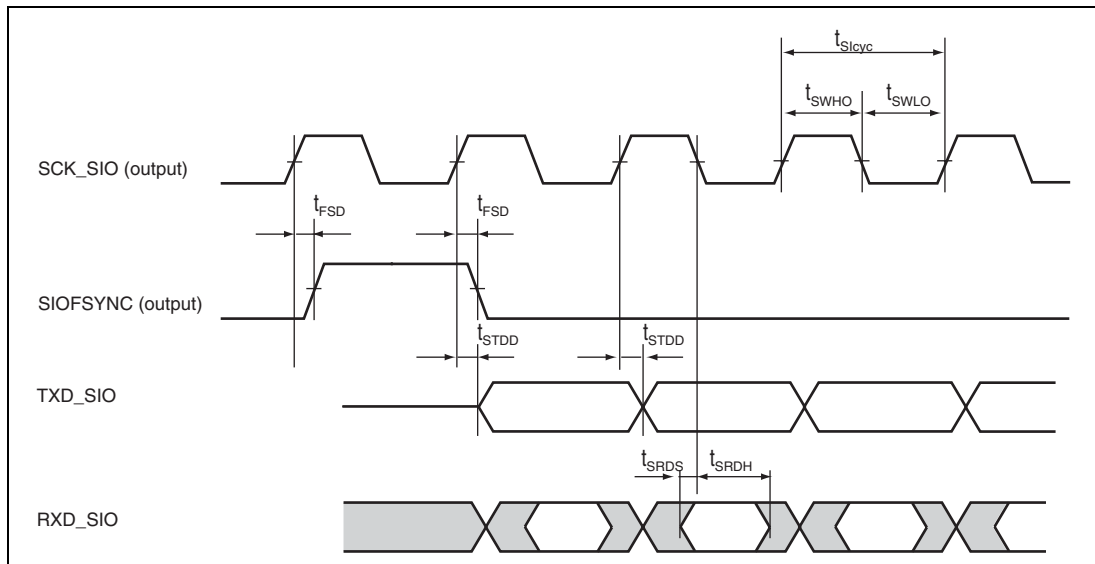 tSIcyc
tSWHO tSWLO
SCK_SIO (output)
tFSD tFSD
SIOFSYNC (output)
tSTDD tSTDD
TXD_SIO
tSRDS tSRDH
RXD_SIO